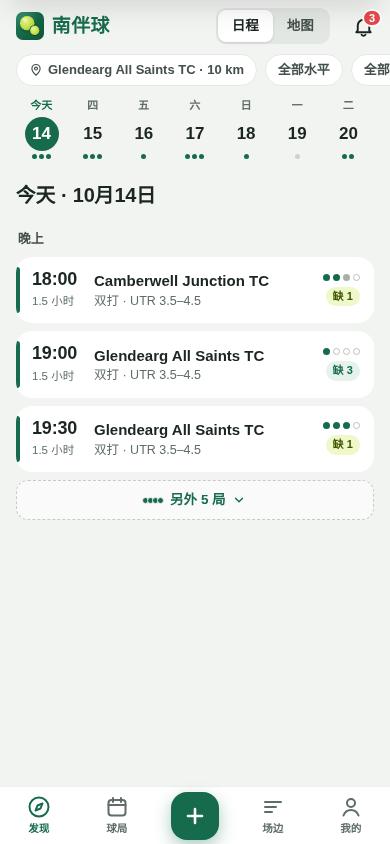 南伴球
日程 地图
3
Glendearg All Saints TC · 10 km
全部水平
全部
今天 四 五 六 日 一 二
14 15 16 17 18 19 20
今天 · 10月14日
晚上
18:00 Camberwell Junction TC
1.5 小时 双打 · UTR 3.5–4.5 缺 1
19:00 Glendearg All Saints TC
1.5 小时 双打 · UTR 3.5–4.5 缺 3
19:30 Glendearg All Saints TC
1.5 小时 双打 · UTR 3.5–4.5 缺 1
另外 5 局
发现 球局 场边 我的